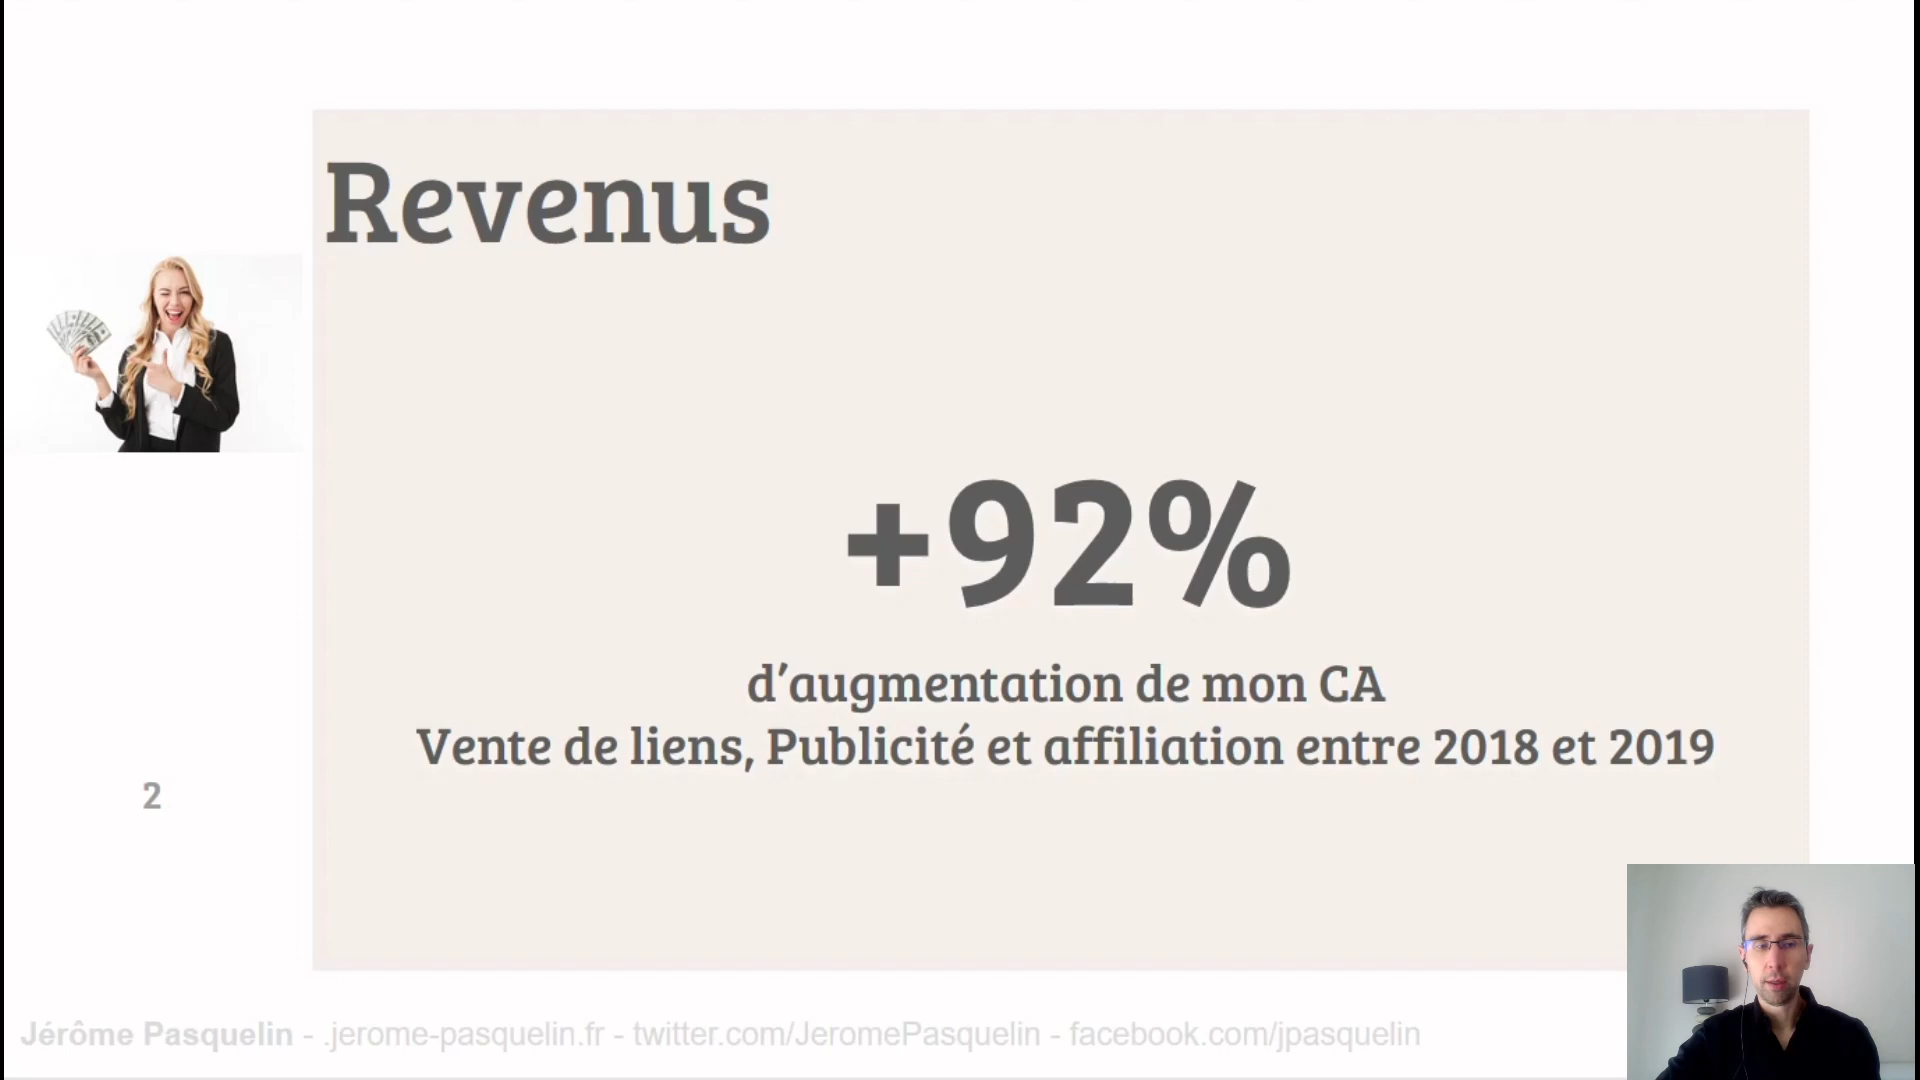 Revenus
+92%
d’augmentation de mon CA
Vente de liens, Publicité et affiliation entre 2018 et 2019
2
Jérôme Pasquelin - .jerome-pasquelin.fr - twitter.com/JeromePasquelin - facebook.com/jpasquelin